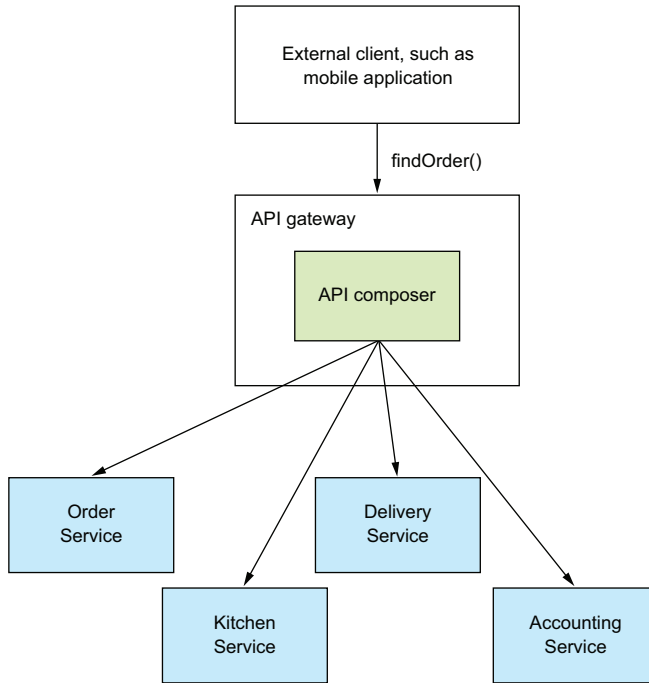 External client, such as
mobile application
findOrder()
API gateway
API composer
Order
Service
Delivery
Service
Kitchen
Service
Accounting
Service